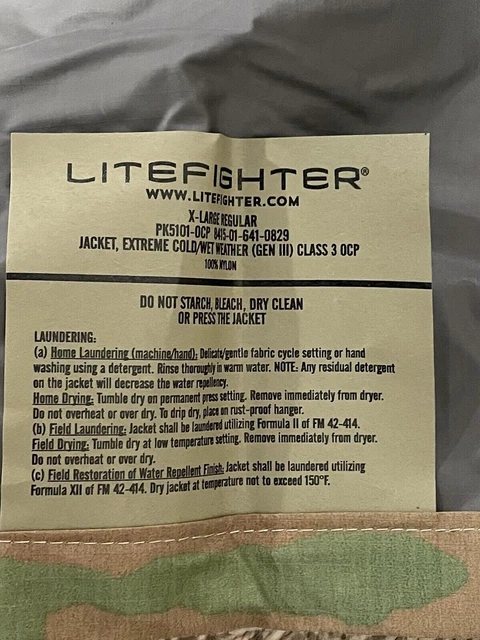 LITEFIGHTER®
WWW.LITEFIGHTER.COM
X-LARGE REGULAR
PK5101-OCP 8415-01-641-0829
JACKET, EXTREME COLD/WET WEATHER (GEN III) CLASS 3 OCP
100% NYLON
DO NOT STARCH, BLEACH, DRY CLEAN
OR PRESS THE JACKET
LAUNDERING:
(a) Home Laundering (machine/hand): Delicate/gentle fabric cycle setting or hand
washing using a detergent. Rinse thoroughly in warm water. NOTE: Any residual detergent
on the jacket will decrease the water repellency.
Home Drying: Tumble dry on permanent press setting. Remove immediately from dryer.
Do not overheat or over dry. To drip dry, place on rust-proof hanger.
(b) Field Laundering: Jacket shall be laundered utilizing Formula II of FM 42-414.
Field Drying: Tumble dry at low temperature setting. Remove immediately from dryer.
Do not overheat or over dry.
(c) Field Restoration of Water Repellent Finish: Jacket shall be laundered utilizing
Formula XII of FM 42-414. Dry jacket at temperature not to exceed 150°F.